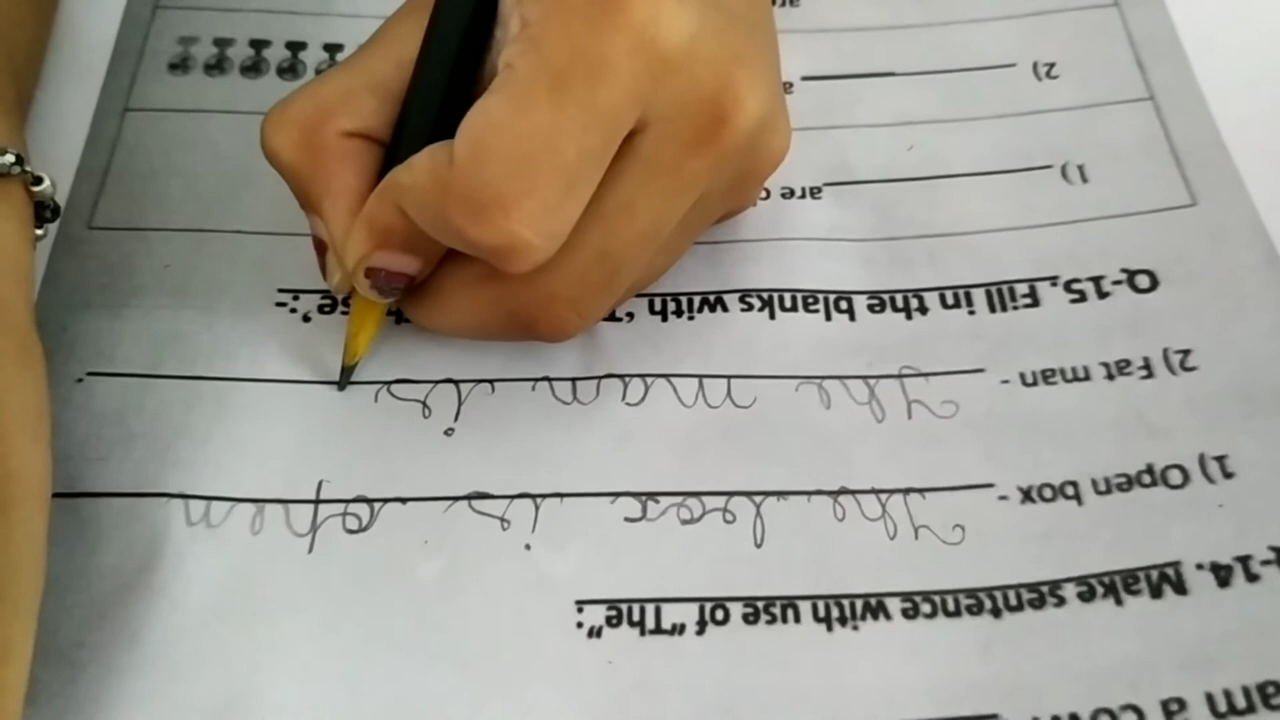 am a
Q-14. Make sentence with use of "The":
1) Open box - The box is open
2) Fat man - The man is
Q-15. Fill in the blanks with
1) are
2)